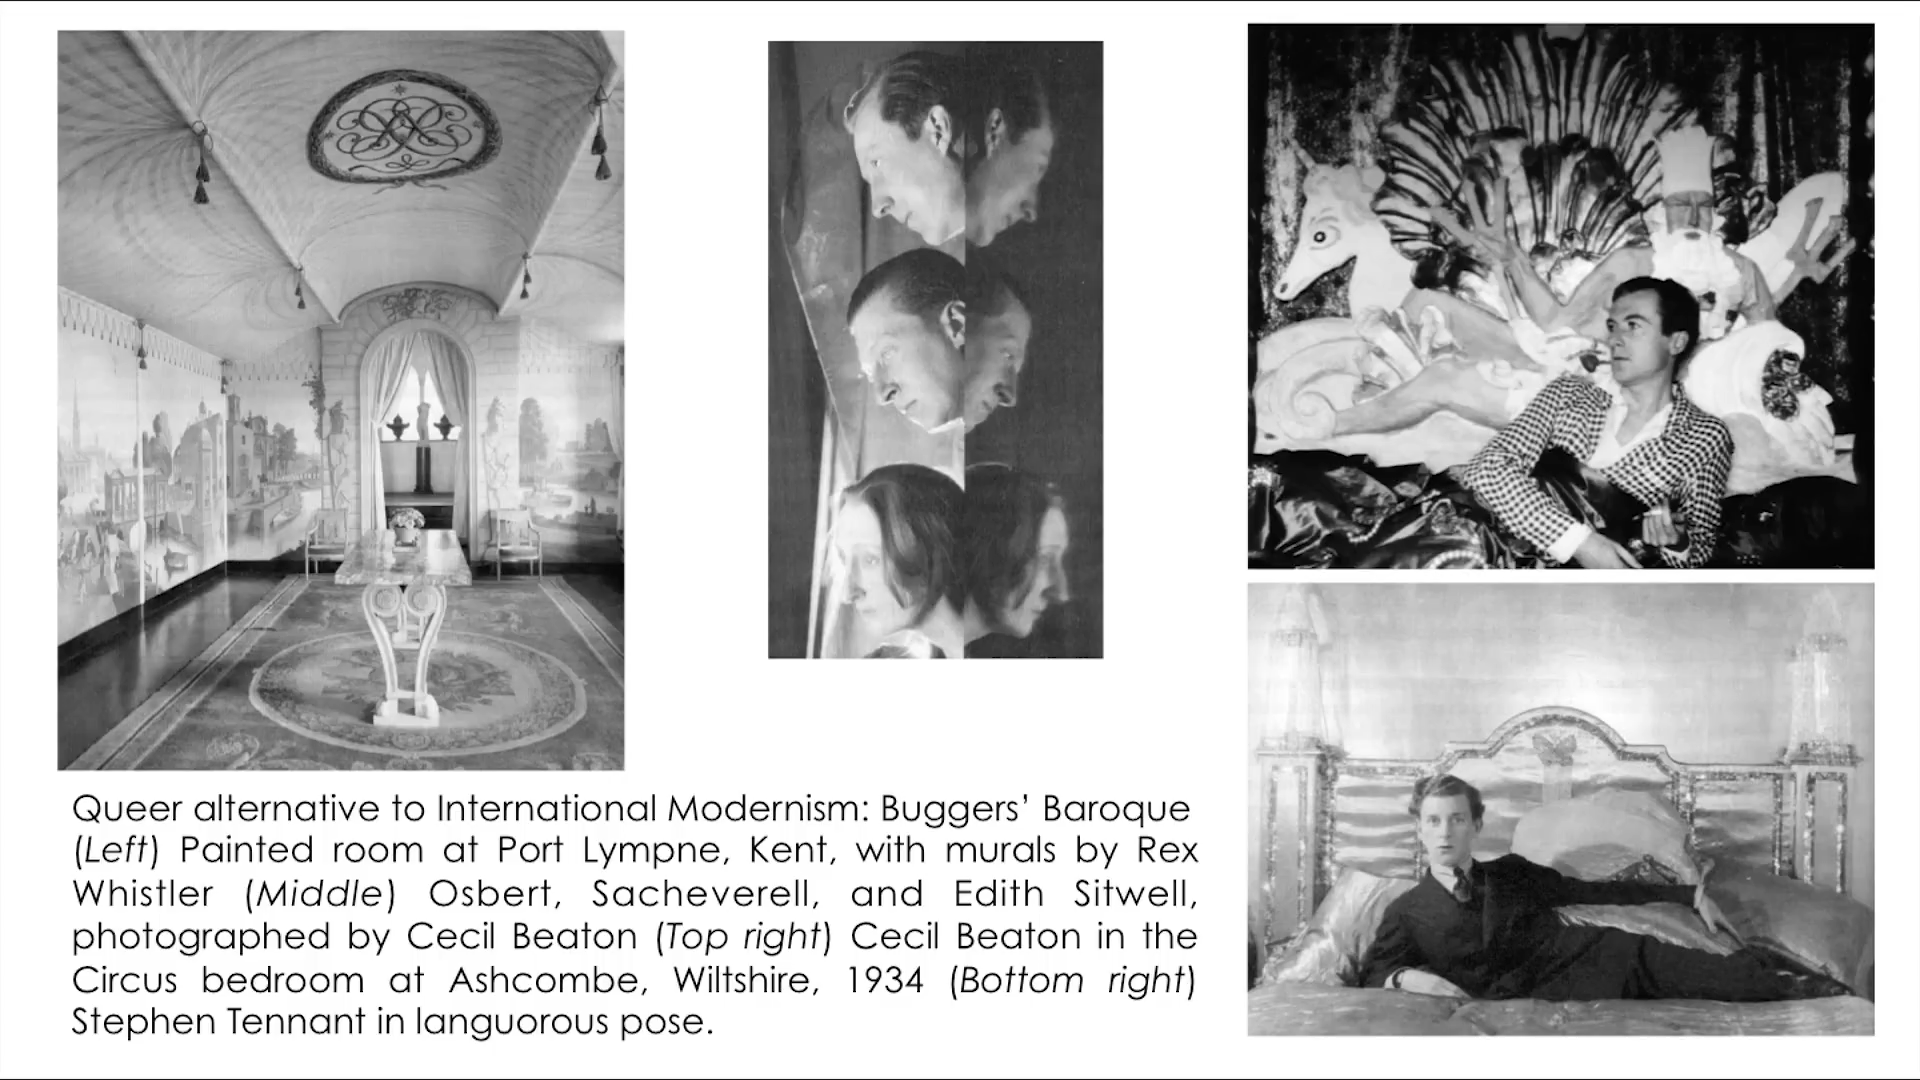 Queer alternative to International Modernism: Buggers’ Baroque
(Left) Painted room at Port Lympne, Kent, with murals by Rex
Whistler (Middle) Osbert, Sacheverell, and Edith Sitwell,
photographed by Cecil Beaton (Top right) Cecil Beaton in the
Circus bedroom at Ashcombe, Wiltshire, 1934 (Bottom right)
Stephen Tennant in languorous pose.